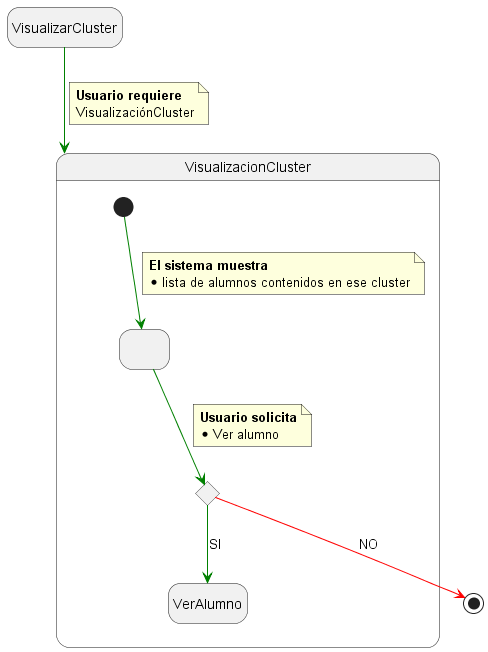 VisualizarCluster
Usuario requiere
VisualizaciónCluster
VisualizacionCluster
El sistema muestra
• lista de alumnos contenidos en ese cluster
Usuario solicita
• Ver alumno
SI
NO
VerAlumno